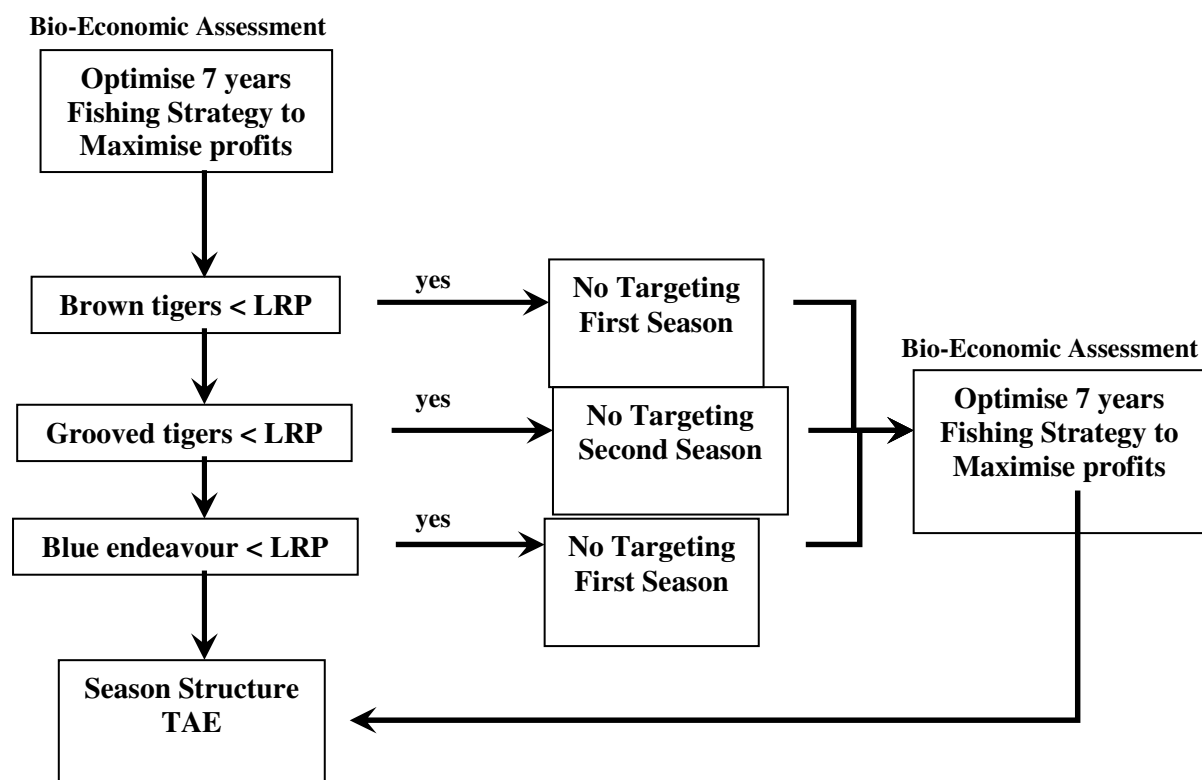 Bio-Economic Assessment
Optimise 7 years
Fishing Strategy to
Maximise profits
Brown tigers < LRP
yes
No Targeting
First Season
Grooved tigers < LRP
yes
No Targeting
Second Season
Blue endeavour < LRP
yes
No Targeting
First Season
Bio-Economic Assessment
Optimise 7 years
Fishing Strategy to
Maximise profits
Season Structure
TAE